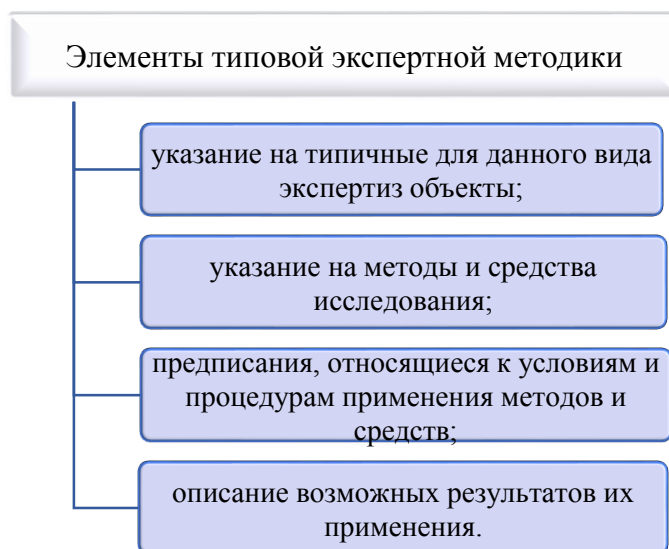 Элементы типовой экспертной методики
указание на типичные для данного вида
экспертиз объекты;
указание на методы и средства
исследования;
предписания, относящиеся к условиям и
процедурам применения методов и
средств;
описание возможных результатов их
применения.